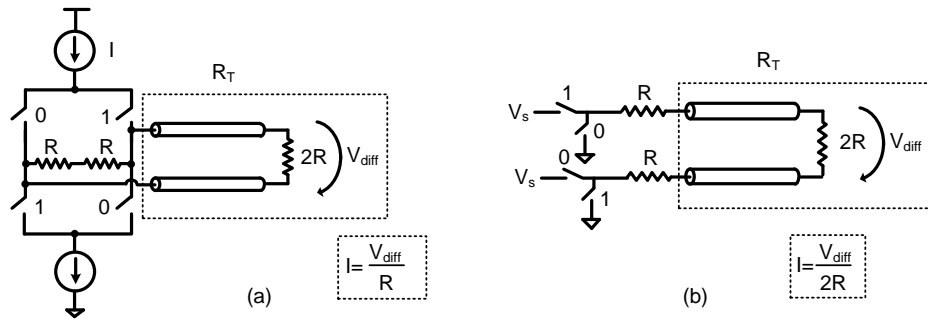 I
R_T
0
1
R
R
2R
V_diff
1
0
I= V_diff / R
(a)
R_T
1
V_s
R
0
2R
V_diff
0
V_s
R
1
I= V_diff / 2R
(b)